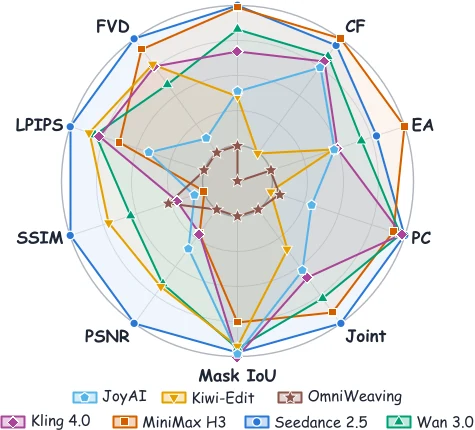 FVD CF
LPIPS EA
SSIM PC
PSNR Joint
Mask IoU
JoyAI Kiwi-Edit OmniWeaving
Kling 4.0 MiniMax H3 Seedance 2.5 Wan 3.0